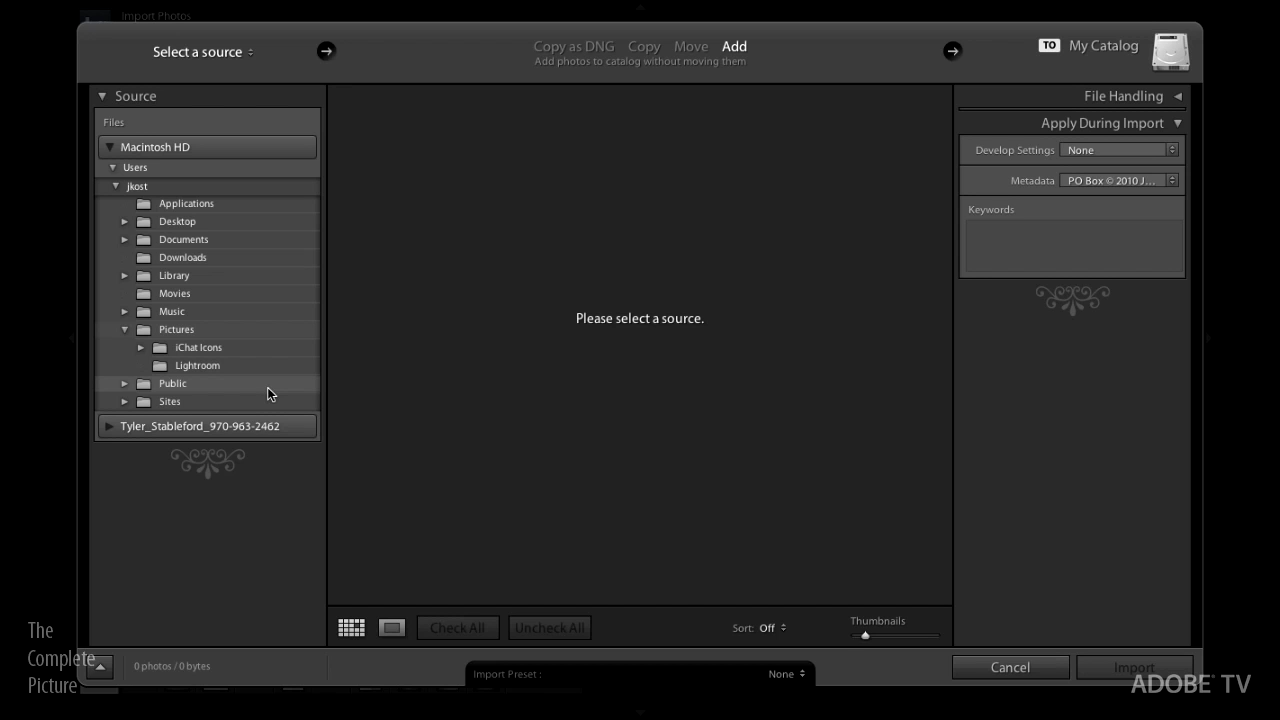 Import Photos
Select a source
Copy as DNG Copy Move Add
Add photos to catalog without moving them
TO My Catalog
Source
Files
Macintosh HD
Users
jkost
Applications
Desktop
Documents
Downloads
Library
Movies
Music
Pictures
iChat Icons
Lightroom
Public
Sites
Tyler_Stableford_970-963-2462
Please select a source.
File Handling
Apply During Import
Develop Settings None
Metadata PO Box © 2010 J...
Keywords
Check All Uncheck All
Sort: Off
Thumbnails
0 photos / 0 bytes
Import Preset : None
Cancel Import
The
Complete
Picture
ADOBE® TV